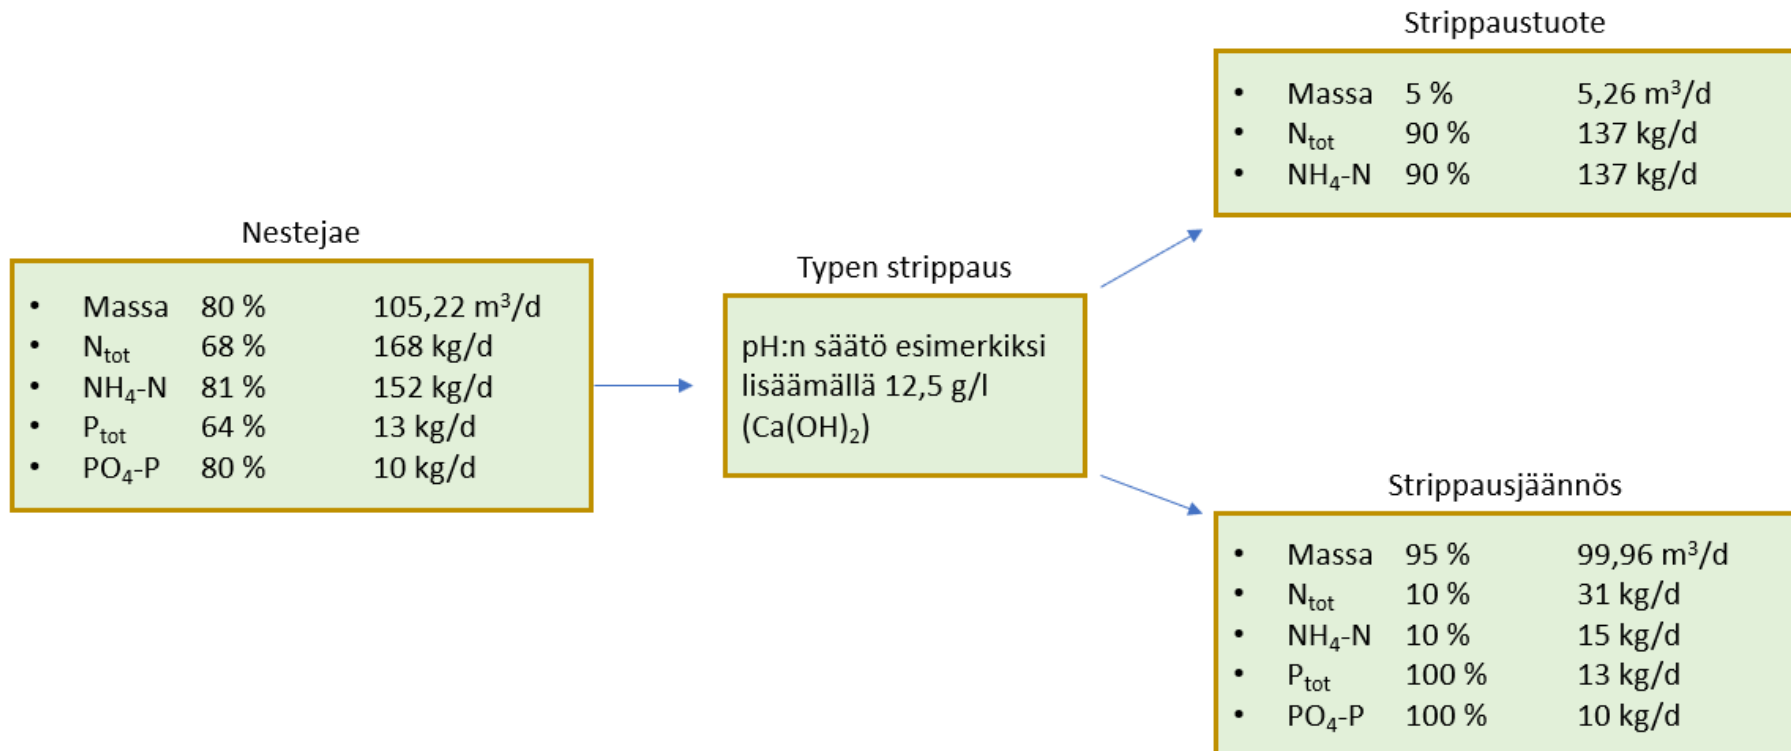 Nestejae
• Massa 80 % 105,22 m³/d
• Ntot 68 % 168 kg/d
• NH₄-N 81 % 152 kg/d
• Ptot 64 % 13 kg/d
• PO₄-P 80 % 10 kg/d
Typen strippaus
pH:n säätö esimerkiksi
lisäämällä 12,5 g/l
(Ca(OH)₂)
Strippaustuote
• Massa 5 % 5,26 m³/d
• Ntot 90 % 137 kg/d
• NH₄-N 90 % 137 kg/d
Strippausjäännös
• Massa 95 % 99,96 m³/d
• Ntot 10 % 31 kg/d
• NH₄-N 10 % 15 kg/d
• Ptot 100 % 13 kg/d
• PO₄-P 100 % 10 kg/d